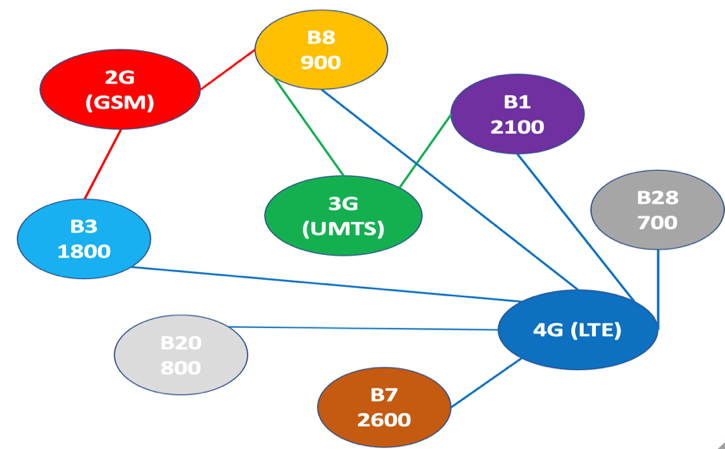 B8
900
2G
(GSM)
B1
2100
B28
700
3G
(UMTS)
B3
1800
4G (LTE)
B20
800
B7
2600